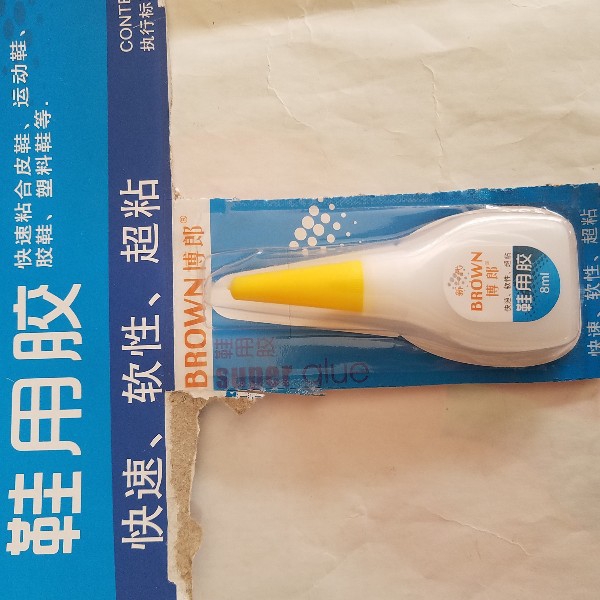 CONTE
执行标
快速粘合皮鞋、运动鞋、
胶鞋、塑料鞋等.
鞋用胶
快速、软性、超粘
BROWN 博郎®
鞋用胶
super glue
BROWN
博郎®
快速、软性、超粘
鞋用胶
8ml
快速、软性、超粘